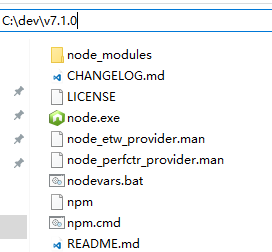 C:\dev\v7.1.0
node_modules
CHANGELOG.md
LICENSE
node.exe
node_etw_provider.man
node_perfctr_provider.man
nodevars.bat
npm
npm.cmd
README.md